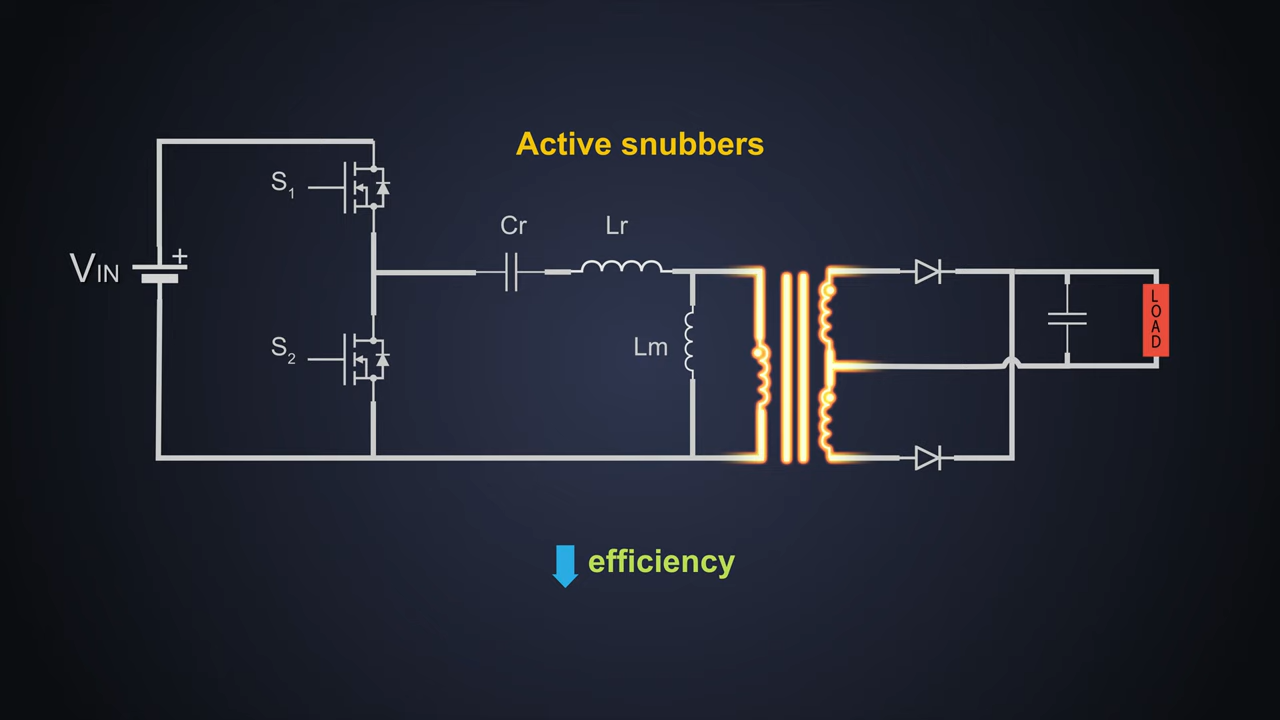 Active snubbers
S1
Cr
Lr
VIN
+
S2
Lm
LOAD
efficiency